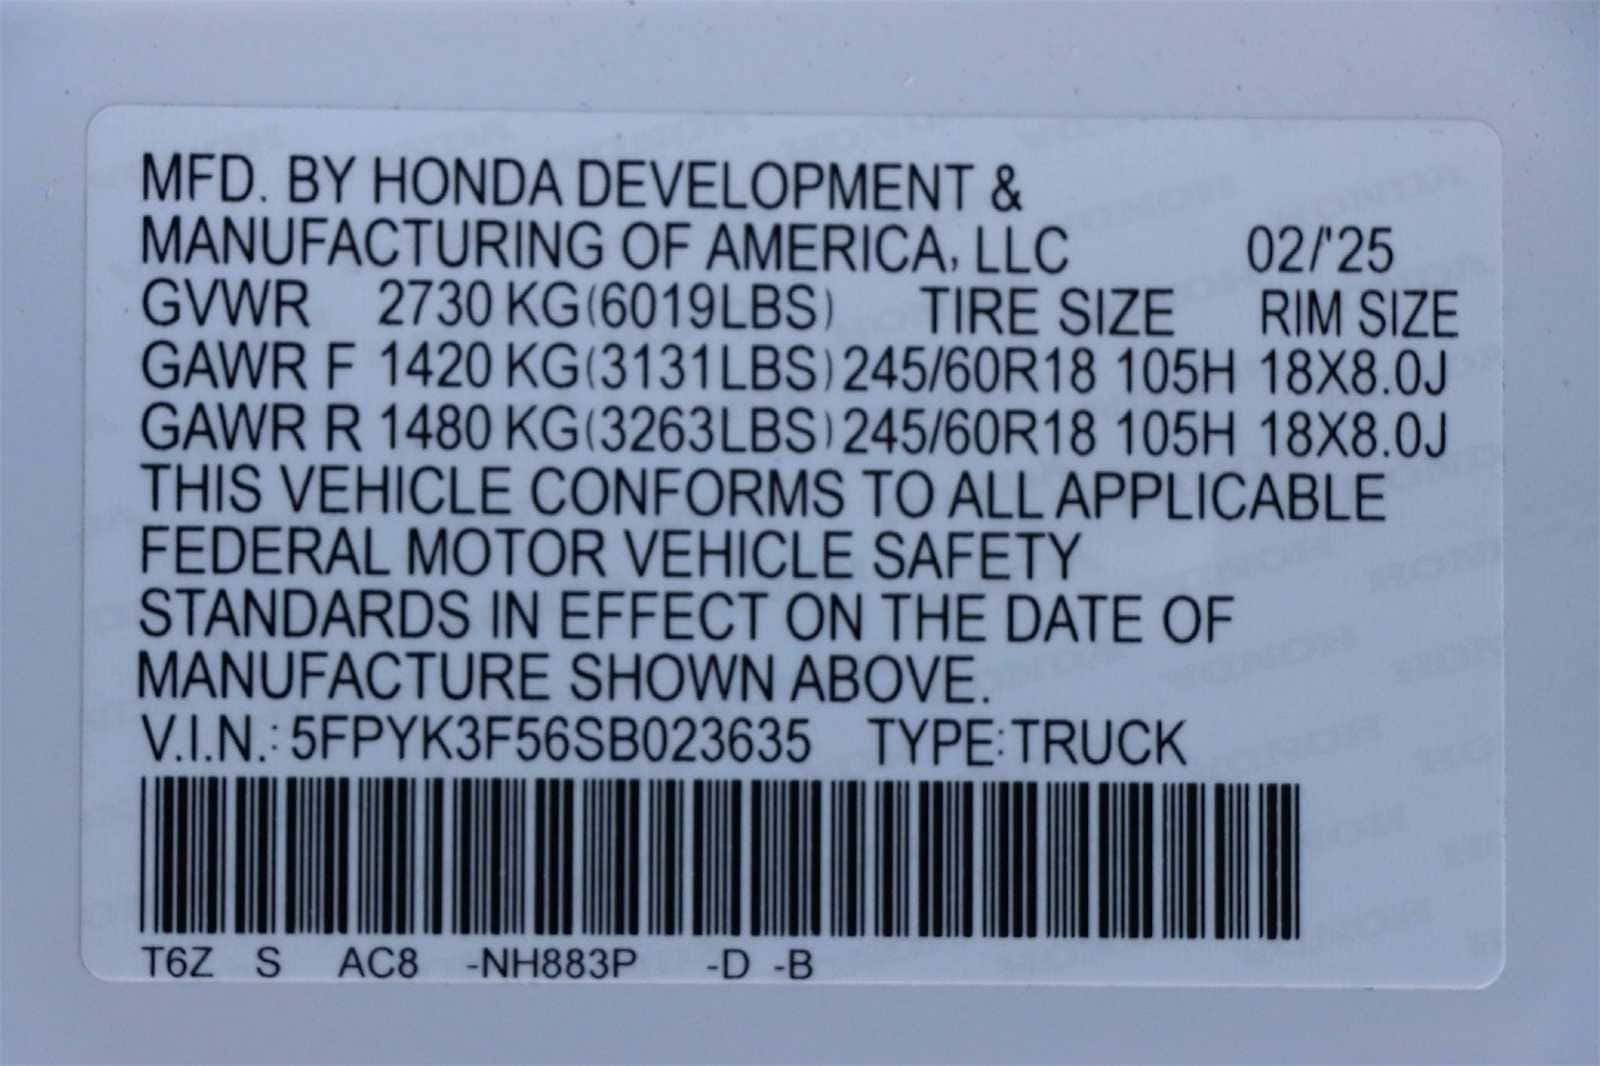 MFD. BY HONDA DEVELOPMENT &
MANUFACTURING OF AMERICA, LLC 02/'25
GVWR 2730 KG(6019LBS) TIRE SIZE RIM SIZE
GAWR F 1420 KG(3131LBS) 245/60R18 105H 18X8.0J
GAWR R 1480 KG(3263LBS) 245/60R18 105H 18X8.0J
THIS VEHICLE CONFORMS TO ALL APPLICABLE
FEDERAL MOTOR VEHICLE SAFETY
STANDARDS IN EFFECT ON THE DATE OF
MANUFACTURE SHOWN ABOVE.
V.I.N.: 5FPYK3F56SB023635 TYPE:TRUCK
T6Z S AC8 -NH883P -D -B